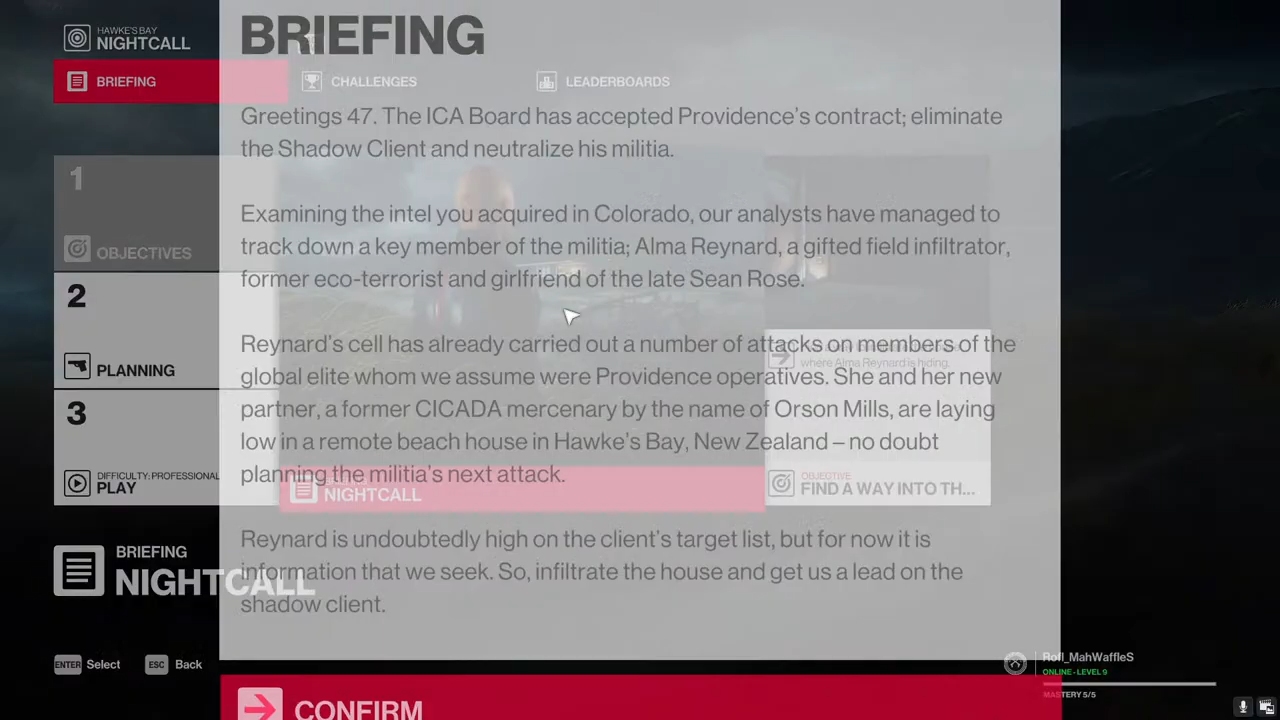 HAWKE'S BAY
NIGHTCALL
BRIEFING
BRIEFING
CHALLENGES
LEADERBOARDS
Greetings 47. The ICA Board has accepted Providence's contract; eliminate
the Shadow Client and neutralize his militia.
Examining the intel you acquired in Colorado, our analysts have managed to
track down a key member of the militia; Alma Reynard, a gifted field infiltrator,
former eco-terrorist and girlfriend of the late Sean Rose.
Reynard's cell has already carried out a number of attacks on members of the
global elite whom we assume were Providence operatives. She and her new
partner, a former CICADA mercenary by the name of Orson Mills, are laying
low in a remote beach house in Hawke's Bay, New Zealand – no doubt
planning the militia's next attack.
Reynard is undoubtedly high on the client's target list, but for now it is
information that we seek. So, infiltrate the house and get us a lead on the
shadow client.
1
OBJECTIVES
2
PLANNING
3
DIFFICULTY: PROFESSIONAL
PLAY
NIGHTCALL
where Alma Reynard is hiding.
OBJECTIVE
FIND A WAY INTO TH...
BRIEFING
NIGHTCALL
ENTER Select
ESC Back
CONFIRM
Rofl_MahWaffleS
ONLINE - LEVEL 9
MASTERY 5/5